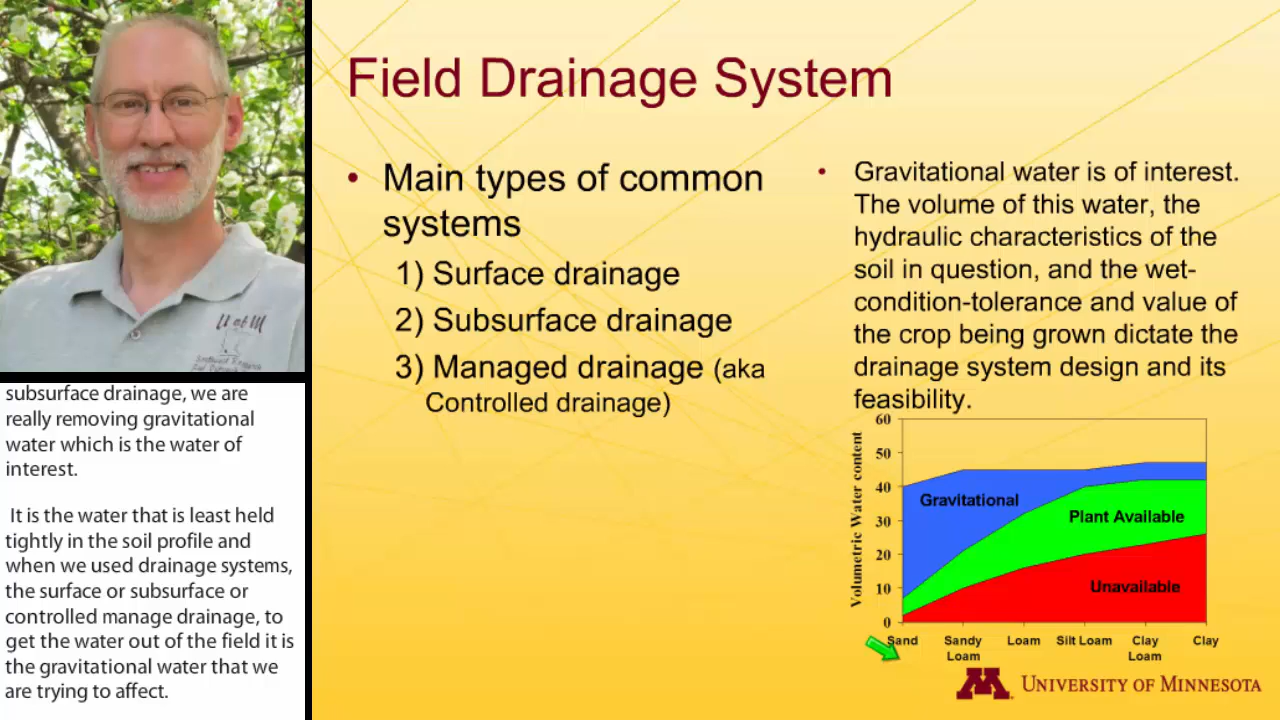 Field Drainage System
• Main types of common
systems
1) Surface drainage
2) Subsurface drainage
3) Managed drainage (aka
Controlled drainage)
• Gravitational water is of interest.
The volume of this water, the
hydraulic characteristics of the
soil in question, and the wet-
condition-tolerance and value of
the crop being grown dictate the
drainage system design and its
feasibility.
Volumetric Water content
60
50
40
30
20
10
0
Gravitational
Plant Available
Unavailable
Sand
Sandy
Loam
Loam
Silt Loam
Clay
Loam
Clay
M
UNIVERSITY OF MINNESOTA
U of M
subsurface drainage, we are
really removing gravitational
water which is the water of
interest.
It is the water that is least held
tightly in the soil profile and
when we used drainage systems,
the surface or subsurface or
controlled manage drainage, to
get the water out of the field it is
the gravitational water that we
are trying to affect.